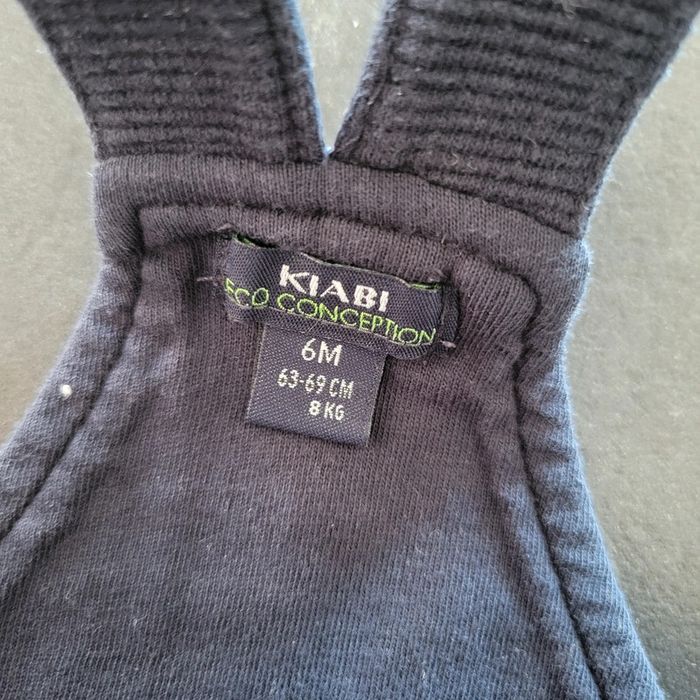 KIABI
ECO CONCEPTION
6M
63-69 CM
8 KG